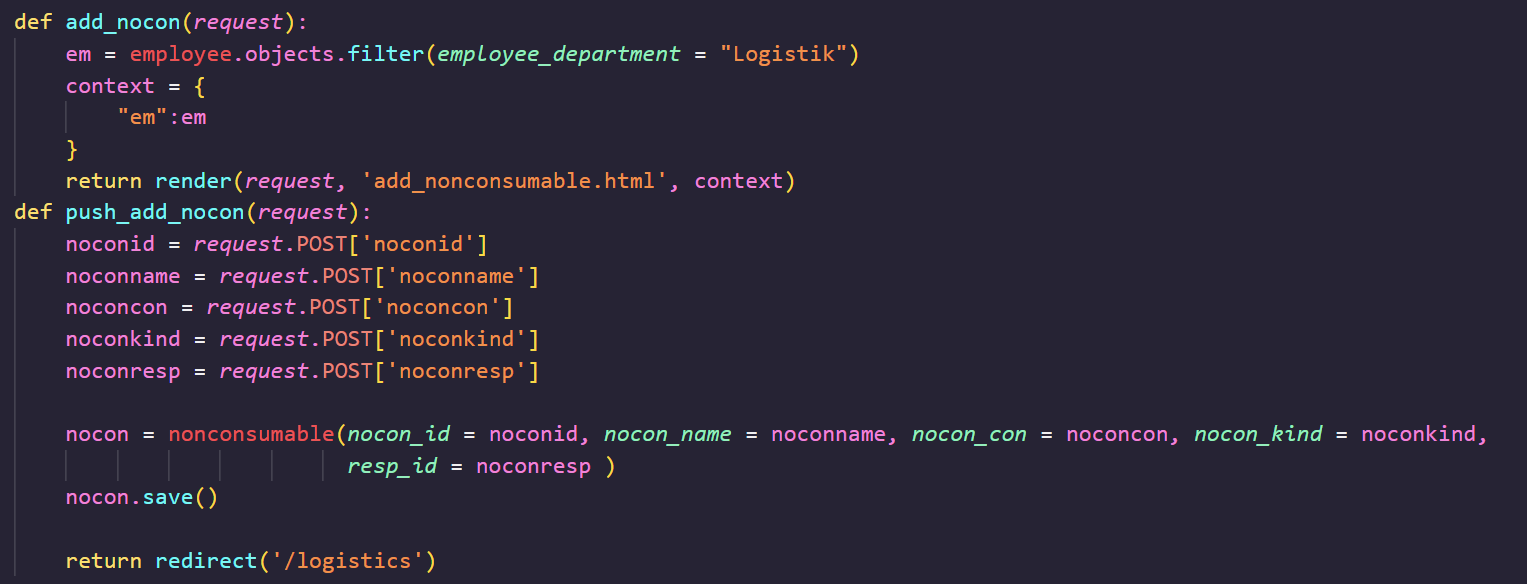 def add_nocon(request):
    em = employee.objects.filter(employee_department = "Logistik")
    context = {
        "em":em
    }
    return render(request, 'add_nonconsumable.html', context)
def push_add_nocon(request):
    noconid = request.POST['noconid']
    noconname = request.POST['noconname']
    noconcon = request.POST['noconcon']
    noconkind = request.POST['noconkind']
    noconresp = request.POST['noconresp']

    nocon = nonconsumable(nocon_id = noconid, nocon_name = noconname, nocon_con = noconcon, nocon_kind = noconkind,
                          resp_id = noconresp )
    nocon.save()

    return redirect('/logistics')